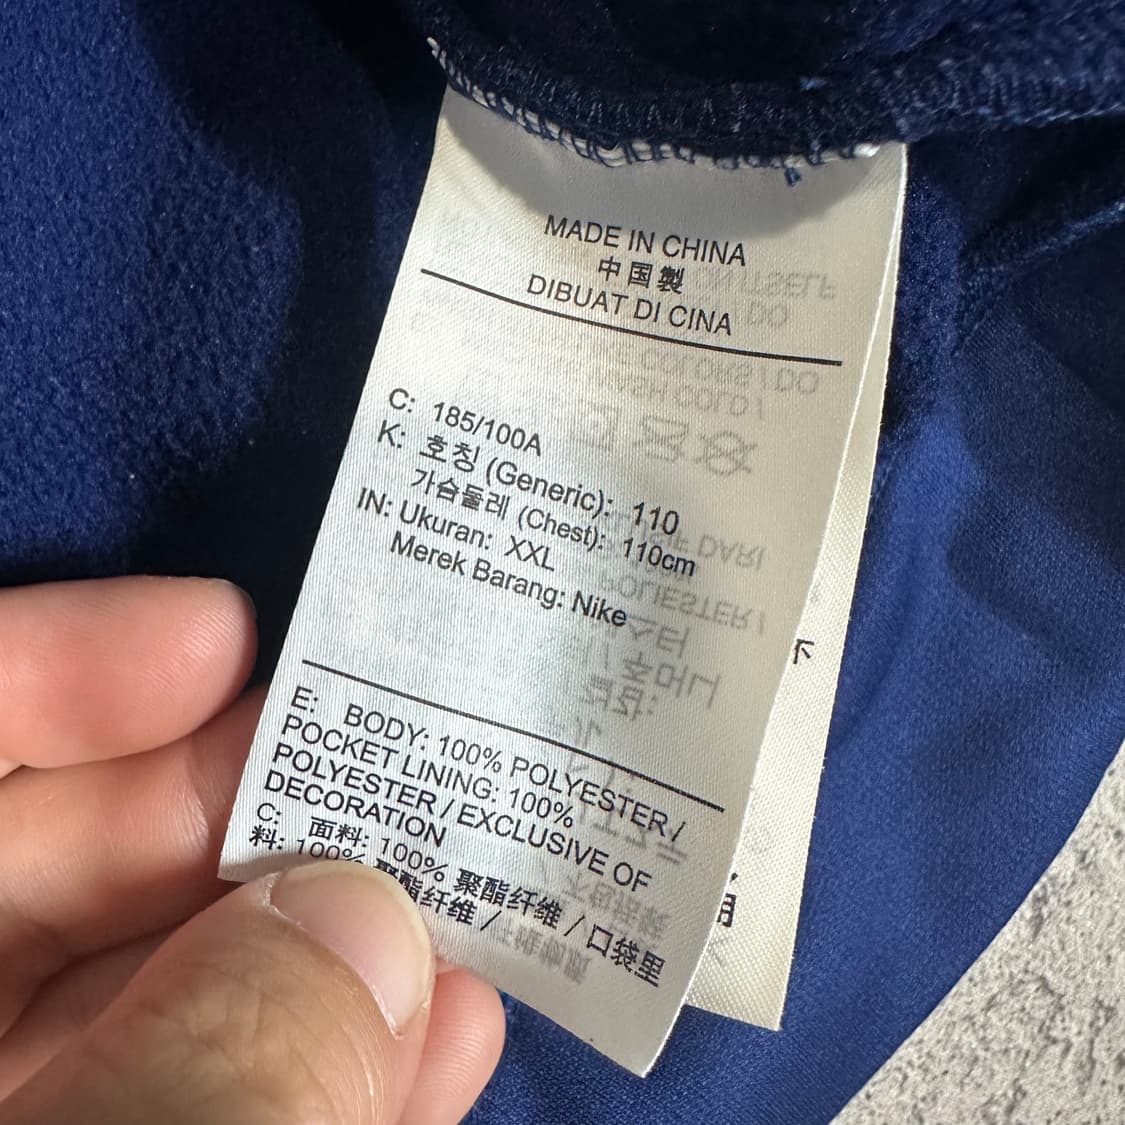 MADE IN CHINA
中国製
DIBUAT DI CINA
C: 185/100A
K: 호칭 (Generic): 110
가슴둘레 (Chest): 110cm
IN: Ukuran: XXL
Merek Barang: Nike
E: BODY: 100% POLYESTER /
POCKET LINING: 100%
POLYESTER / EXCLUSIVE OF
DECORATION
C: 面料: 100% 聚酯纤维 / 口袋里
料: 100% 聚酯纤维 /
不
用